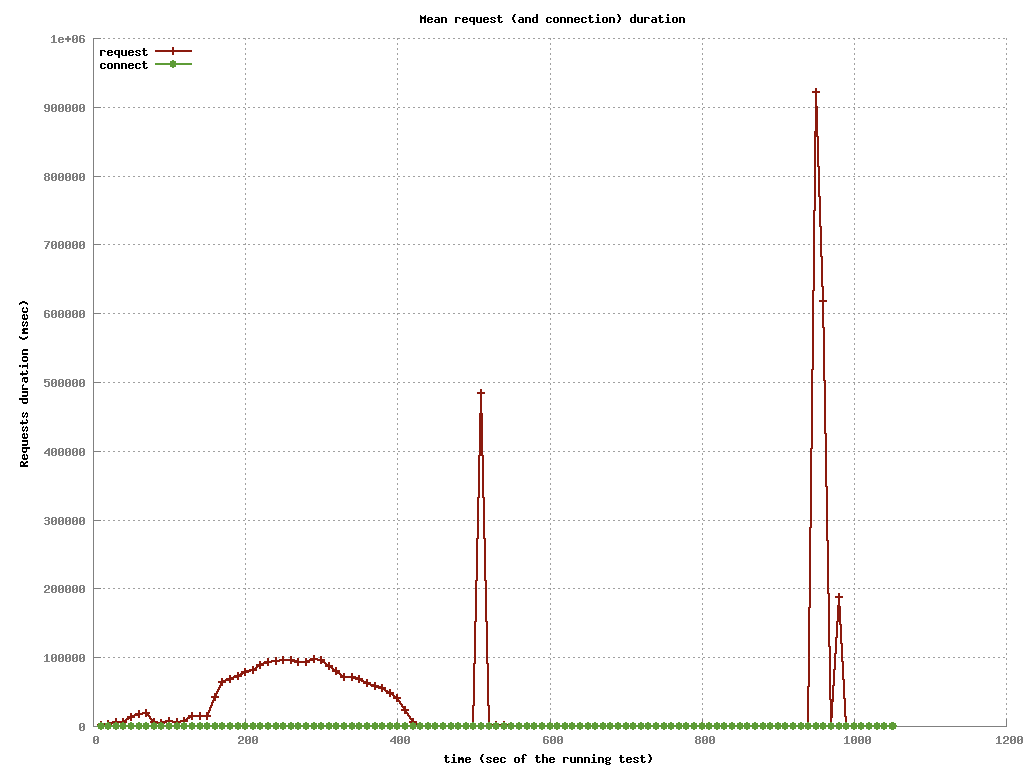 Mean request (and connection) duration
1e+06
900000
800000
700000
600000
500000
400000
300000
200000
100000
0
request
connect
Requests duration (msec)
0
200
400
600
800
1000
1200
time (sec of the running test)